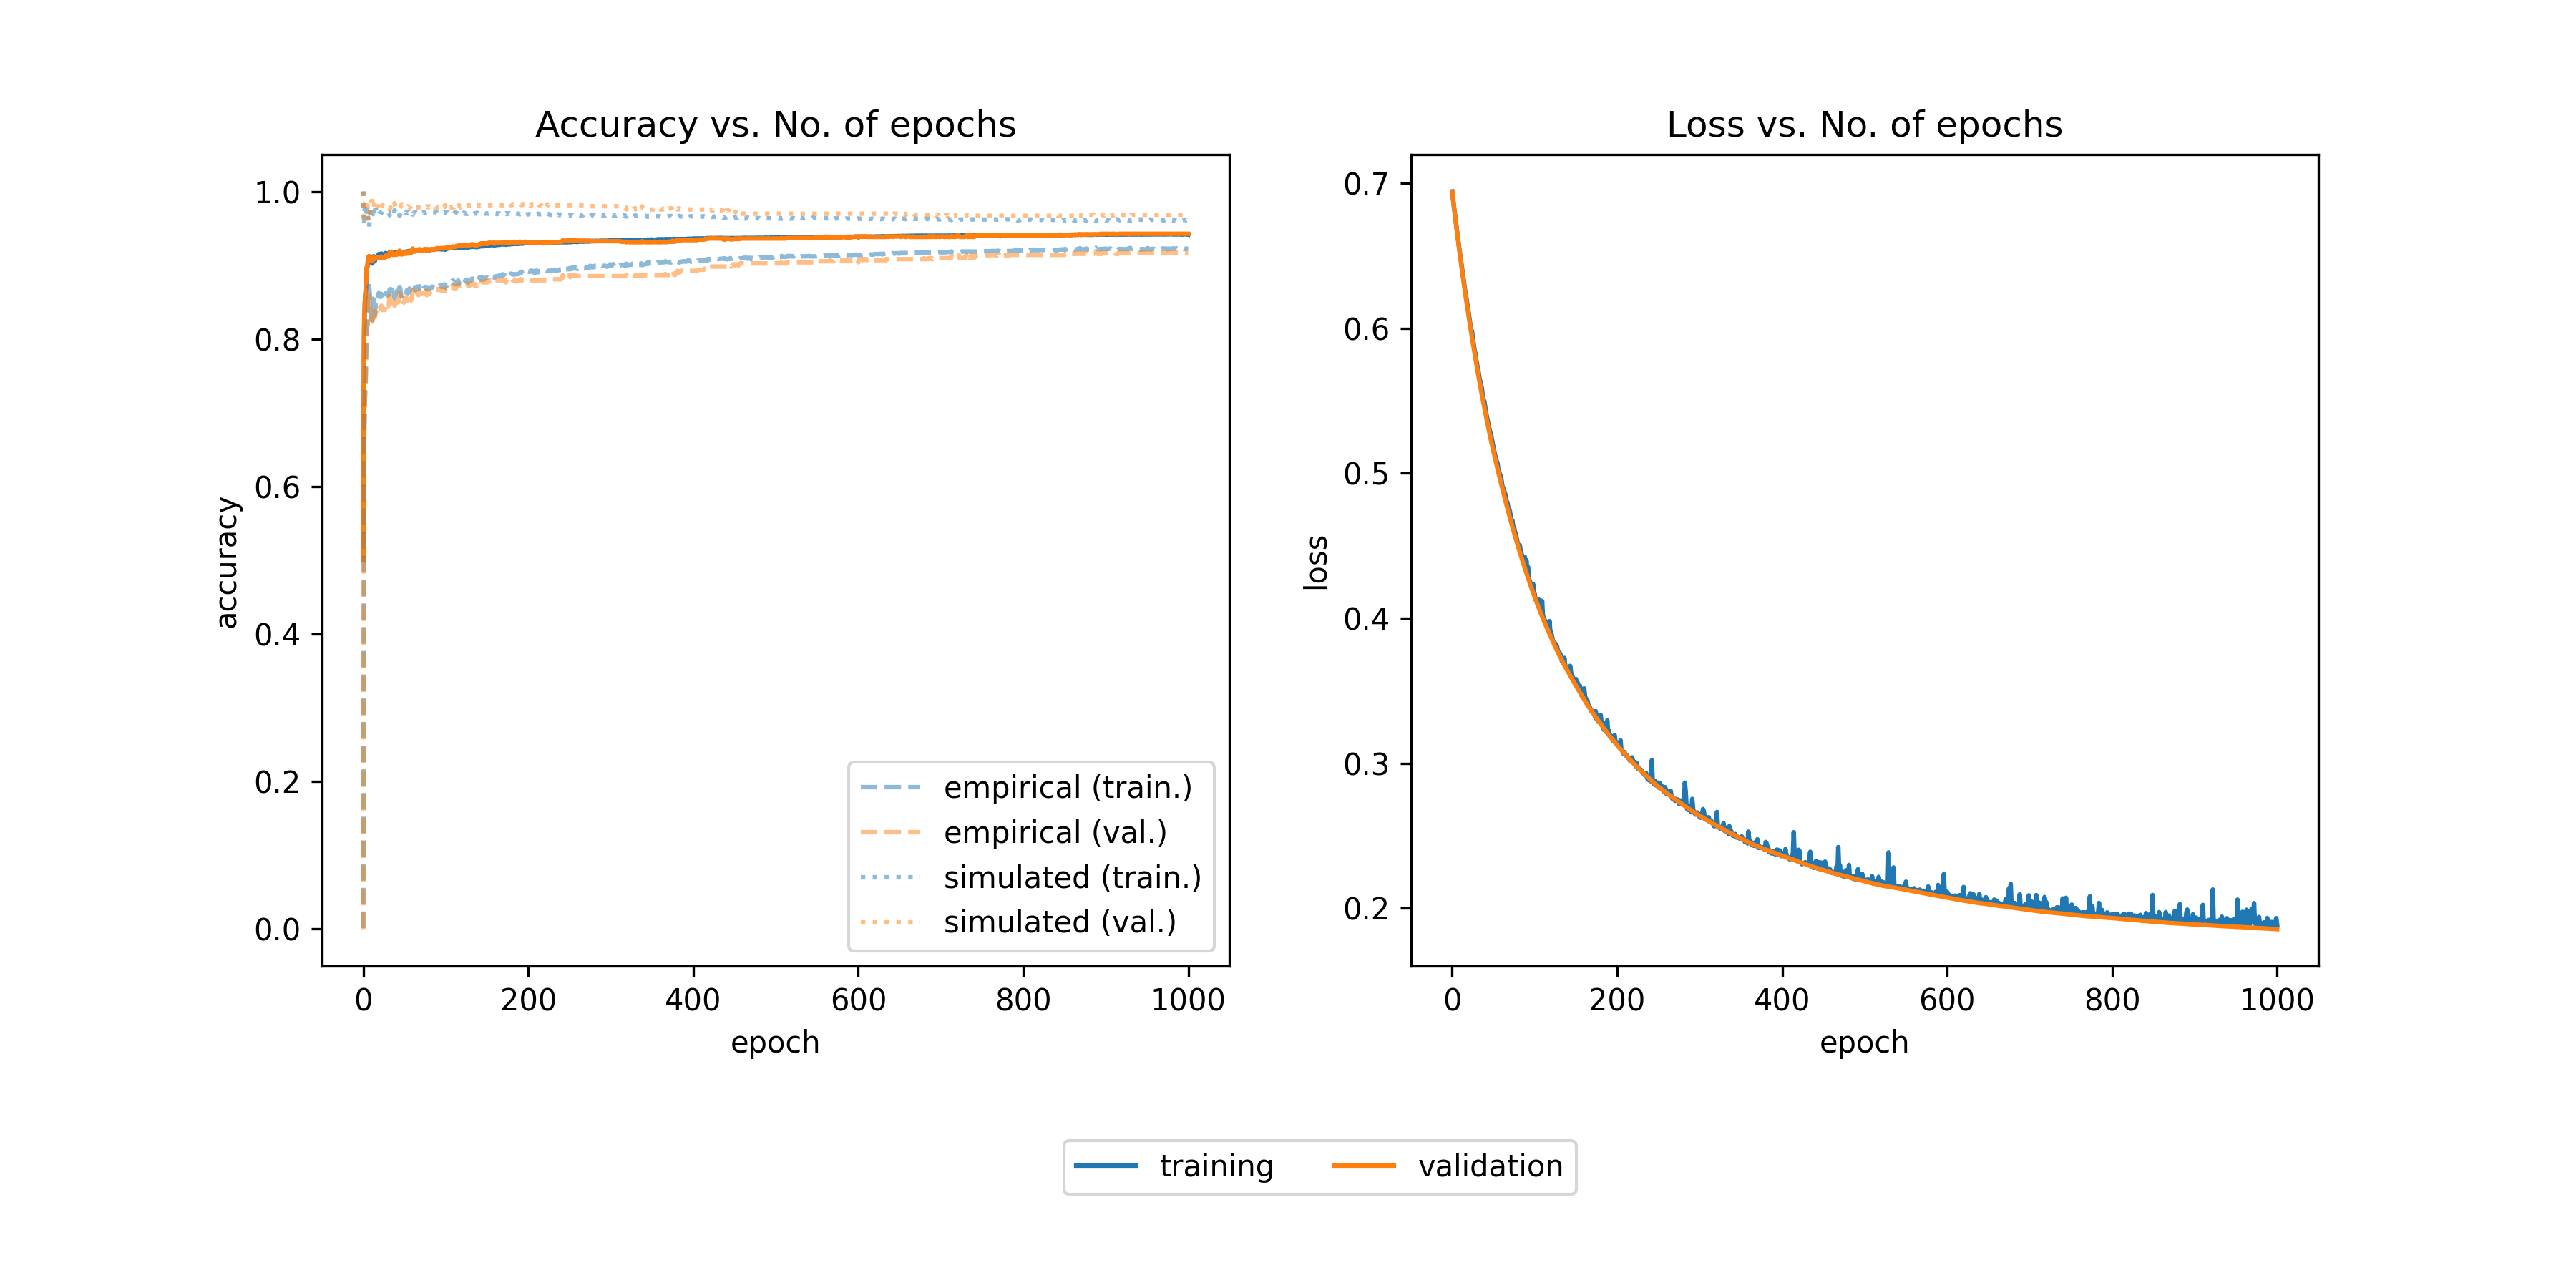 Accuracy vs. No. of epochs
1.0
0.8
0.6
0.4
0.2
0.0
accuracy
0 200 400 600 800 1000
epoch
empirical (train.)
empirical (val.)
simulated (train.)
simulated (val.)
Loss vs. No. of epochs
0.7
0.6
0.5
0.4
0.3
0.2
loss
0 200 400 600 800 1000
epoch
training validation